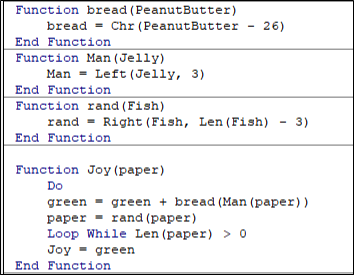 Function bread(PeanutButter)
    bread = Chr(PeanutButter - 26)
End Function
Function Man(Jelly)
    Man = Left(Jelly, 3)
End Function
Function rand(Fish)
    rand = Right(Fish, Len(Fish) - 3)
End Function
Function Joy(paper)
    Do
    green = green + bread(Man(paper))
    paper = rand(paper)
    Loop While Len(paper) > 0
    Joy = green
End Function